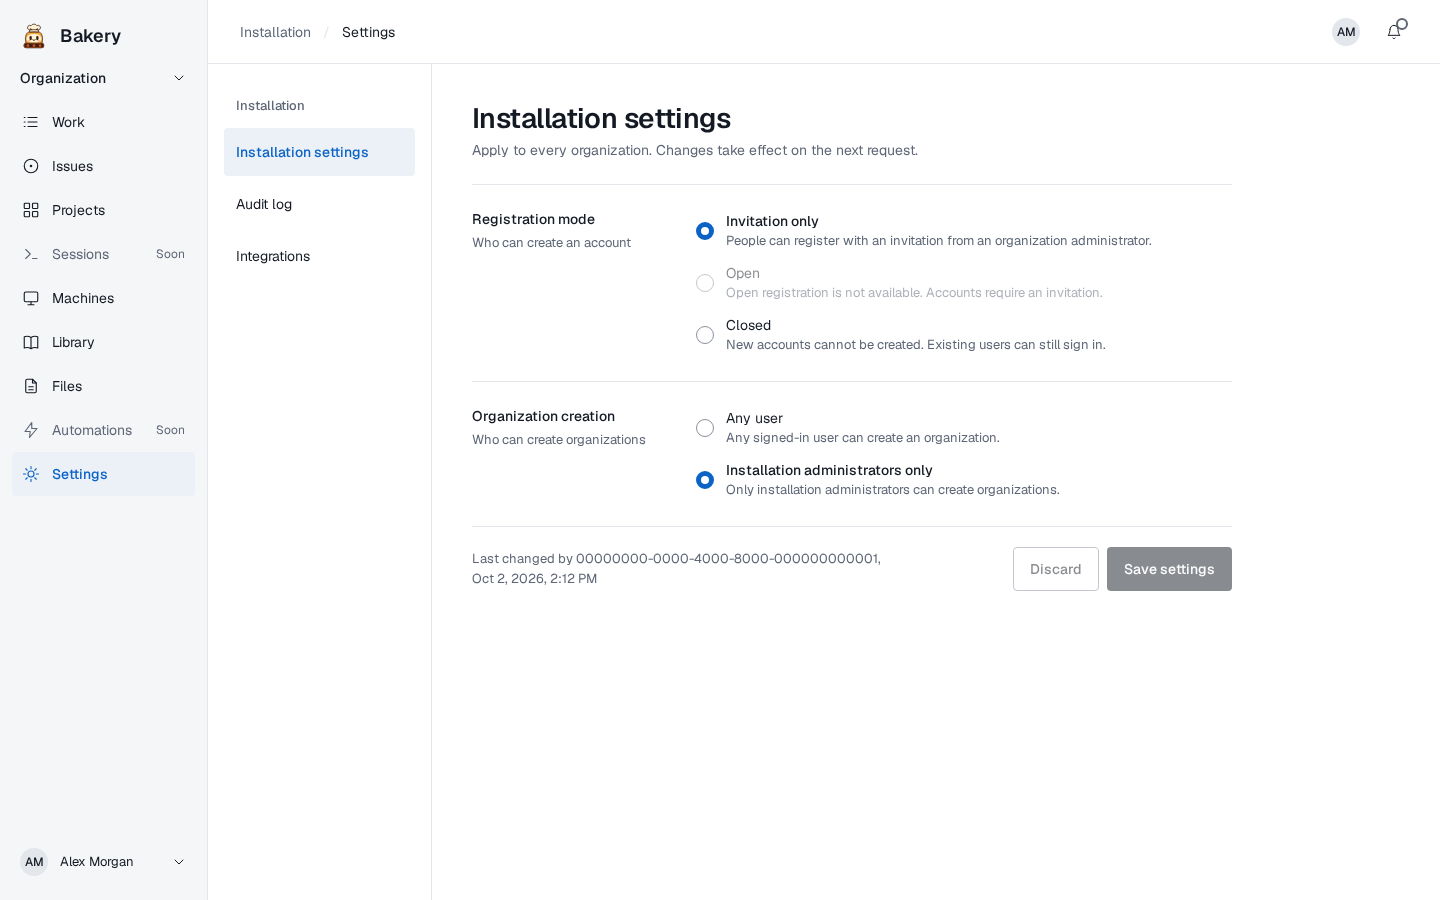 Bakery
Organization
Work
Issues
Projects
Sessions Soon
Machines
Library
Files
Automations Soon
Settings
AM Alex Morgan
Installation / Settings
AM
Installation
Installation settings
Audit log
Integrations
Installation settings
Apply to every organization. Changes take effect on the next request.
Registration mode
Who can create an account
Invitation only
People can register with an invitation from an organization administrator.
Open
Open registration is not available. Accounts require an invitation.
Closed
New accounts cannot be created. Existing users can still sign in.
Organization creation
Who can create organizations
Any user
Any signed-in user can create an organization.
Installation administrators only
Only installation administrators can create organizations.
Last changed by 00000000-0000-4000-8000-000000000001,
Oct 2, 2026, 2:12 PM
Discard
Save settings